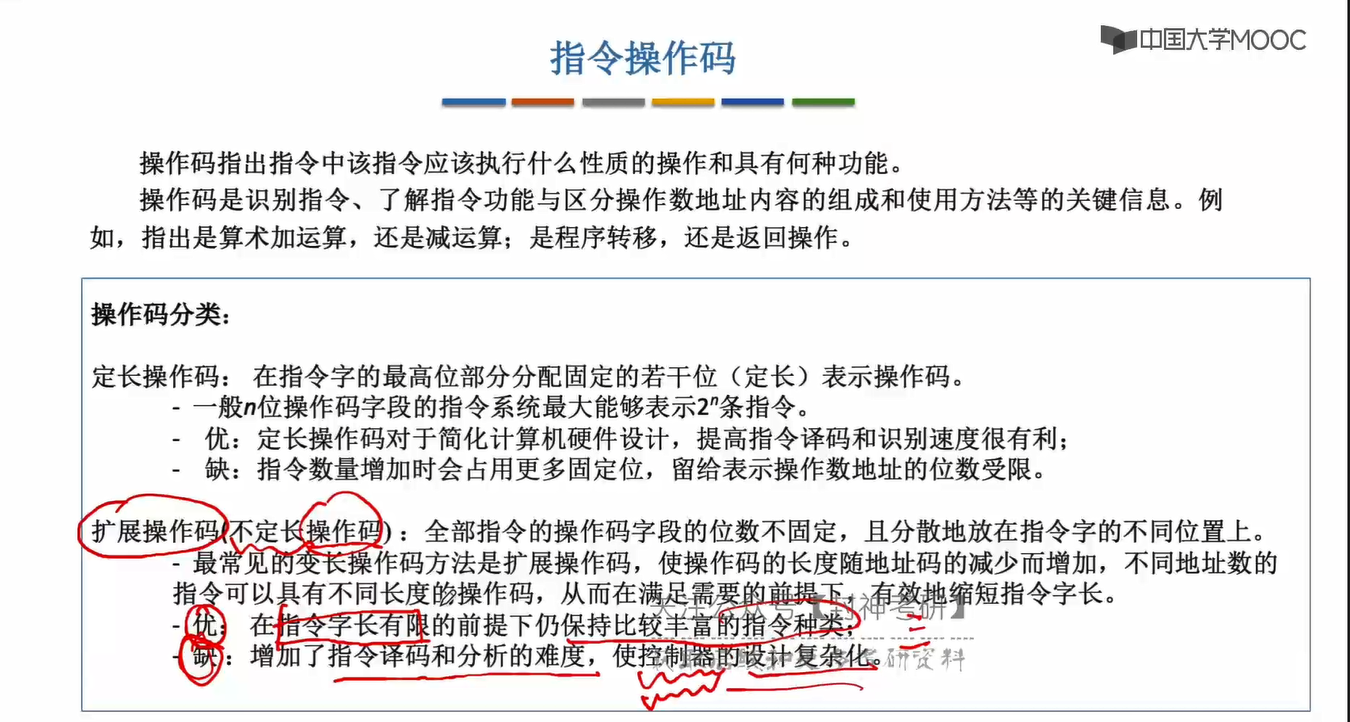 中国大学MOOC
指令操作码
操作码指出指令中该指令应该执行什么性质的操作和具有何种功能。
操作码是识别指令、了解指令功能与区分操作数地址内容的组成和使用方法等的关键信息。例
如，指出是算术加运算，还是减运算；是程序转移，还是返回操作。
操作码分类：
定长操作码： 在指令字的最高位部分分配固定的若干位（定长）表示操作码。
- 一般n位操作码字段的指令系统最大能够表示2ⁿ条指令。
- 优：定长操作码对于简化计算机硬件设计，提高指令译码和识别速度很有利；
- 缺：指令数量增加时会占用更多固定位，留给表示操作数地址的位数受限。
扩展操作码(不定长操作码)：全部指令的操作码字段的位数不固定，且分散地放在指令字的不同位置上。
- 最常见的变长操作码方法是扩展操作码，使操作码的长度随地址码的减少而增加，不同地址数的
指令可以具有不同长度的操作码，从而在满足需要的前提下，有效地缩短指令字长。
关注公众号【封神考研】
- 优： 在指令字长有限的前提下仍保持比较丰富的指令种类；
- 缺：增加了指令译码和分析的难度，使控制器的设计复杂化。
考研资料